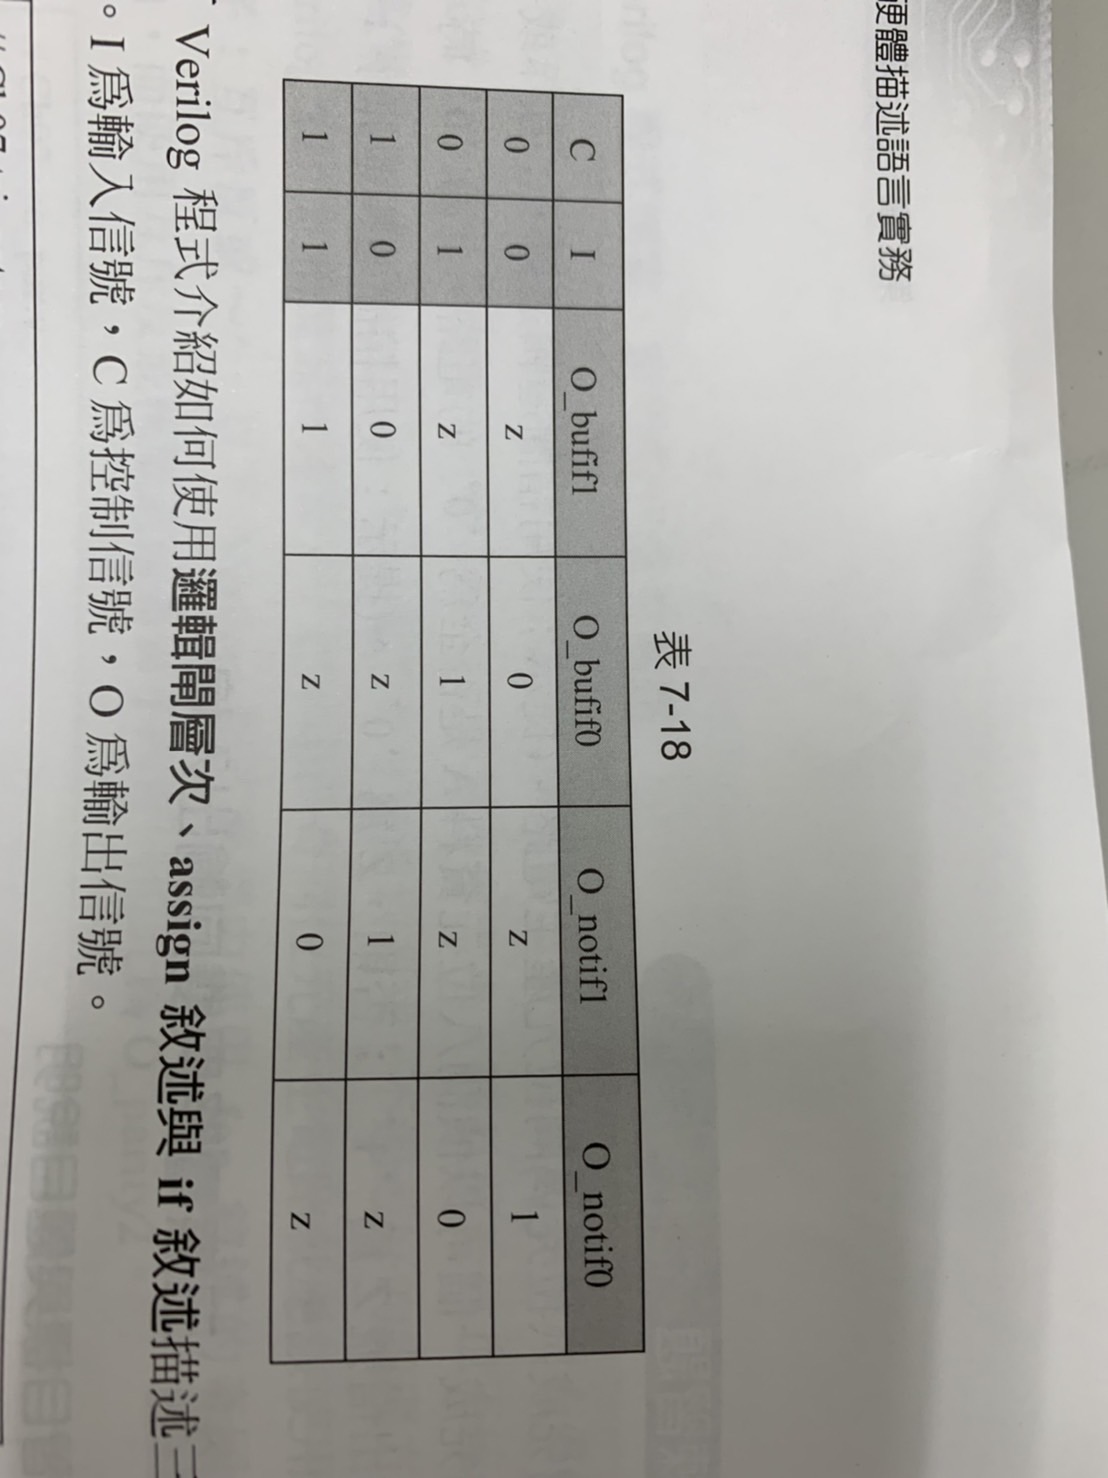 硬體描述語言實務
表 7-18
C I O_bufif1 O_bufif0 O_notif1 O_notif0
0 0 z 0 z 1
0 1 z 1 z 0
1 0 0 z 1 z
1 1 1 z 0 z
Verilog 程式介紹如何使用邏輯閘層次、assign 敘述與 if 敘述描述三
。I 為輸入信號，C 為控制信號，O 為輸出信號。